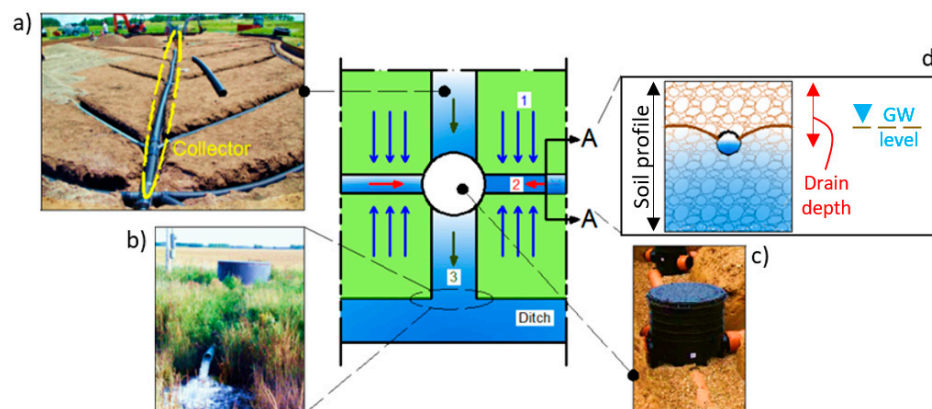 a)
Collector
b)
1
2
3
Ditch
A
A
c)
d
Soil profile
GW
level
Drain
depth